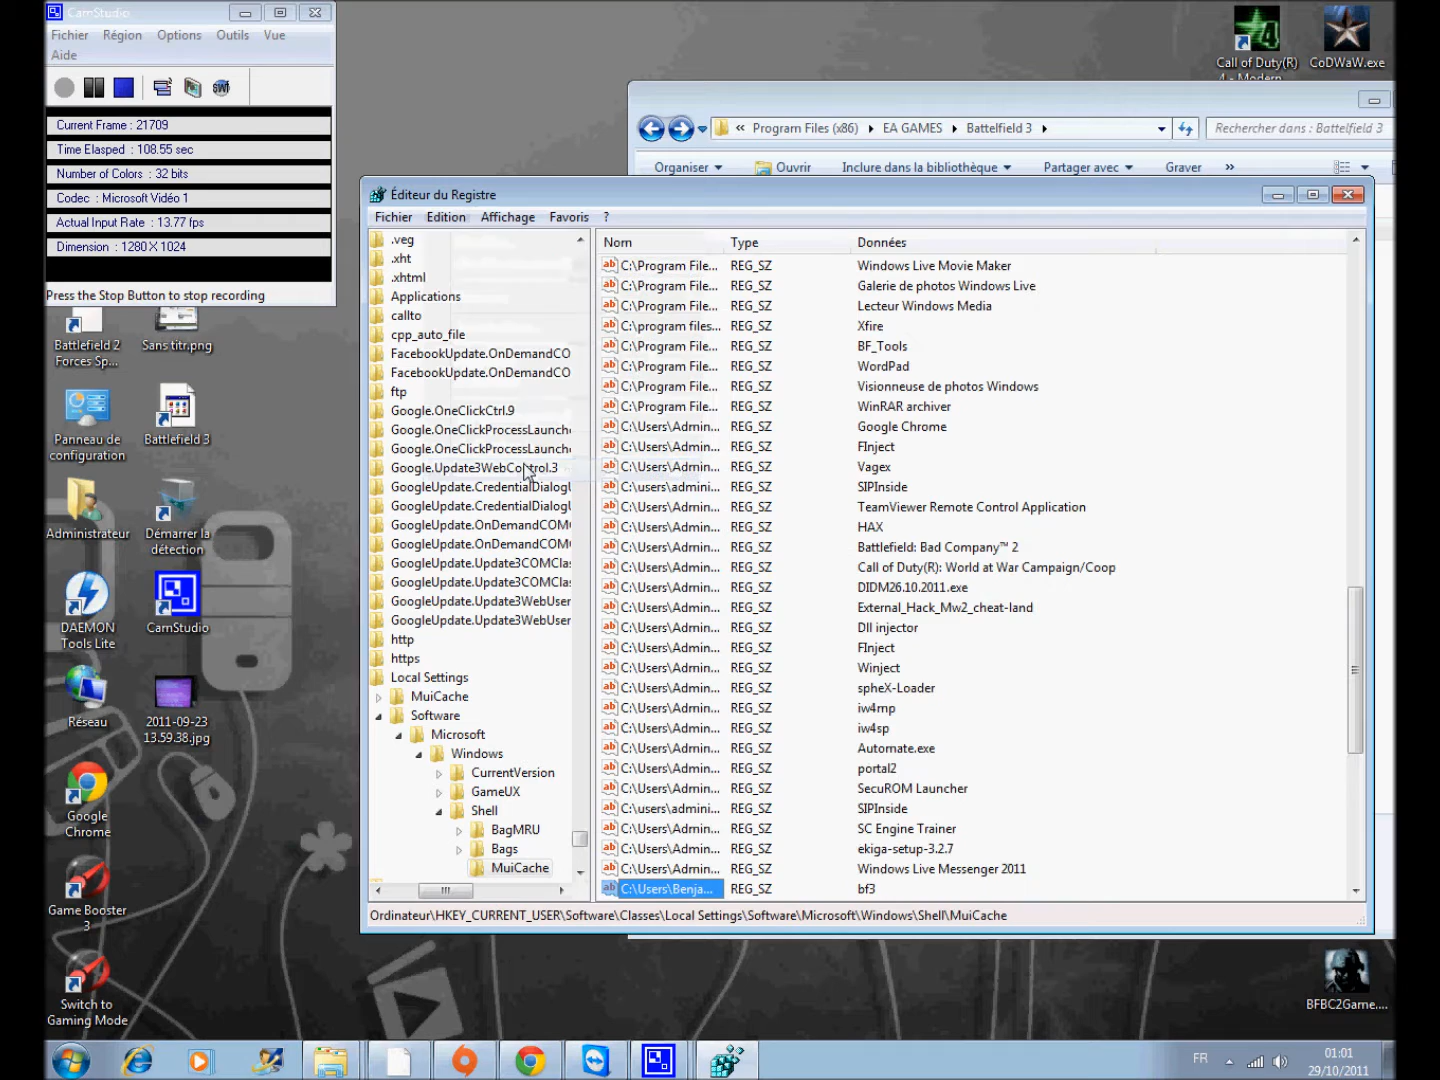 CamStudio
Fichier Région Options Outils Vue
Aide
Current Frame : 21709
Time Elasped : 108.55 sec
Number of Colors : 32 bits
Codec : Microsoft Vidéo 1
Actual Input Rate : 13.77 fps
Dimension : 1280 X 1024
Press the Stop Button to stop recording
Call of Duty(R)
4 - Modern
CoDWaW.exe
« Program Files (x86) EA GAMES Battelfield 3
Rechercher dans : Battelfield 3
Organiser Ouvrir Inclure dans la bibliothèque Partager avec Graver »
Éditeur du Registre
Fichier Edition Affichage Favoris ?
.veg
.xht
.xhtml
Applications
callto
cpp_auto_file
FacebookUpdate.OnDemandCO
FacebookUpdate.OnDemandCO
ftp
Google.OneClickCtrl.9
Google.OneClickProcessLaunche
Google.OneClickProcessLaunche
Google.Update3WebControl.3
GoogleUpdate.CredentialDialogU
GoogleUpdate.CredentialDialogU
GoogleUpdate.OnDemandCOM
GoogleUpdate.OnDemandCOM
GoogleUpdate.Update3COMClas
GoogleUpdate.Update3COMClas
GoogleUpdate.Update3WebUser
GoogleUpdate.Update3WebUser
http
https
Local Settings
MuiCache
Software
Microsoft
Windows
CurrentVersion
GameUX
Shell
BagMRU
Bags
MuiCache
Nom Type Données
C:\Program File... REG_SZ Windows Live Movie Maker
C:\Program File... REG_SZ Galerie de photos Windows Live
C:\Program File... REG_SZ Lecteur Windows Media
C:\program files... REG_SZ Xfire
C:\Program File... REG_SZ BF_Tools
C:\Program File... REG_SZ WordPad
C:\Program File... REG_SZ Visionneuse de photos Windows
C:\Program File... REG_SZ WinRAR archiver
C:\Users\Admin... REG_SZ Google Chrome
C:\Users\Admin... REG_SZ FInject
C:\Users\Admin... REG_SZ Vagex
C:\users\admini... REG_SZ SIPInside
C:\Users\Admin... REG_SZ TeamViewer Remote Control Application
C:\Users\Admin... REG_SZ HAX
C:\Users\Admin... REG_SZ Battlefield: Bad Company™ 2
C:\Users\Admin... REG_SZ Call of Duty(R): World at War Campaign/Coop
C:\Users\Admin... REG_SZ DIDM26.10.2011.exe
C:\Users\Admin... REG_SZ External_Hack_Mw2_cheat-land
C:\Users\Admin... REG_SZ Dll injector
C:\Users\Admin... REG_SZ FInject
C:\Users\Admin... REG_SZ Winject
C:\Users\Admin... REG_SZ spheX-Loader
C:\Users\Admin... REG_SZ iw4mp
C:\Users\Admin... REG_SZ iw4sp
C:\Users\Admin... REG_SZ Automate.exe
C:\Users\Admin... REG_SZ portal2
C:\Users\Admin... REG_SZ SecuROM Launcher
C:\users\admini... REG_SZ SIPInside
C:\Users\Admin... REG_SZ SC Engine Trainer
C:\Users\Admin... REG_SZ ekiga-setup-3.2.7
C:\Users\Admin... REG_SZ Windows Live Messenger 2011
C:\Users\Benja... REG_SZ bf3
Ordinateur\HKEY_CURRENT_USER\Software\Classes\Local Settings\Software\Microsoft\Windows\Shell\MuiCache
Battlefield 2
Forces Sp...
Sans titr.png
Panneau de
configuration
Battlefield 3
Administrateur
Démarrer la
détection
DAEMON
Tools Lite
CamStudio
Réseau
2011-09-23
13.59.38.jpg
Google
Chrome
Game Booster
3
Switch to
Gaming Mode
BFBC2Game....
FR
01:01
29/10/2011